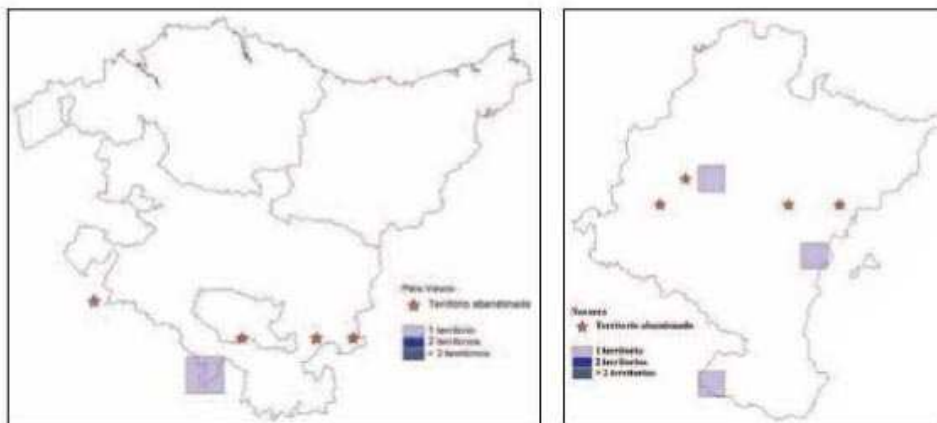 País Vasco
Territorio abandonado
1 territorio
2 territorios
> 2 territorios
Navarra
Territorio abandonado
1 territorio
2 territorios
> 2 territorios